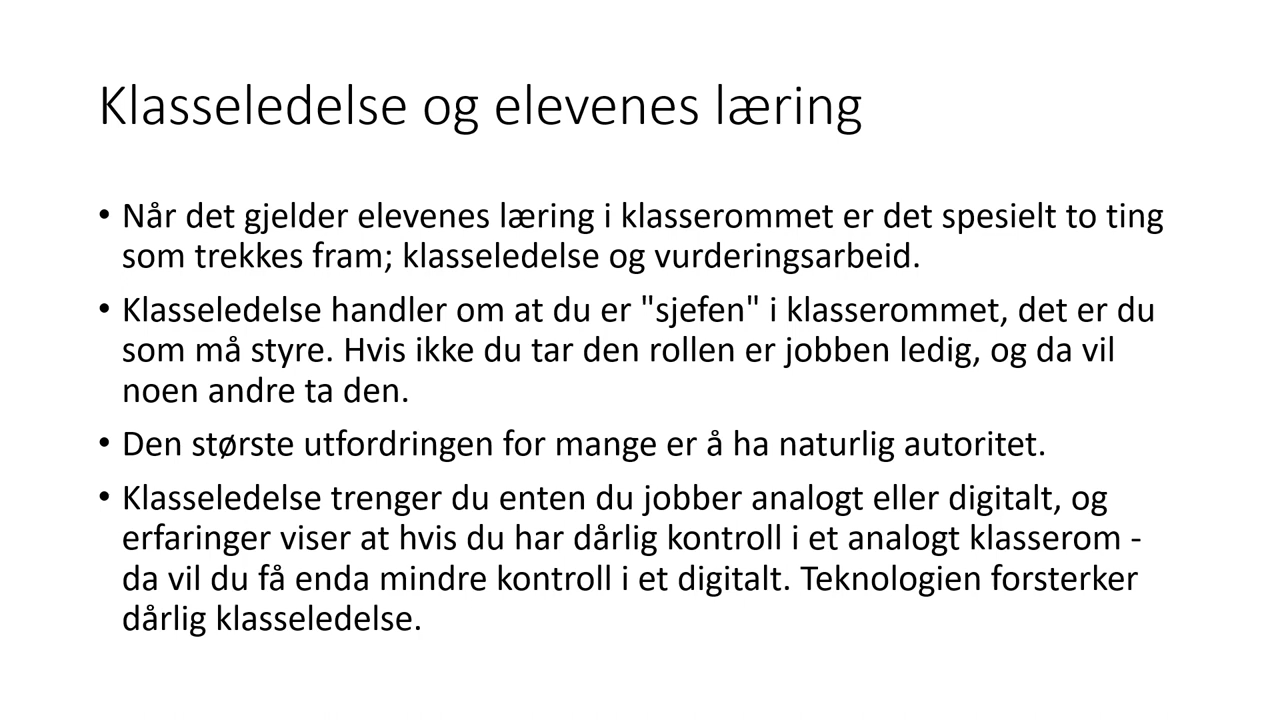 Klasseledelse og elevenes læring
• Når det gjelder elevenes læring i klasserommet er det spesielt to ting
som trekkes fram; klasseledelse og vurderingsarbeid.
• Klasseledelse handler om at du er "sjefen" i klasserommet, det er du
som må styre. Hvis ikke du tar den rollen er jobben ledig, og da vil
noen andre ta den.
• Den største utfordringen for mange er å ha naturlig autoritet.
• Klasseledelse trenger du enten du jobber analogt eller digitalt, og
erfaringer viser at hvis du har dårlig kontroll i et analogt klasserom -
da vil du få enda mindre kontroll i et digitalt. Teknologien forsterker
dårlig klasseledelse.